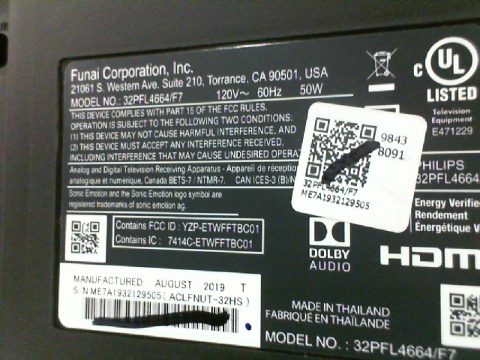 Funai Corporation, Inc.
21061 S. Western Ave. Suite 210, Torrance, CA 90501, USA
MODEL NO.: 32PFL4664/F7 120V~ 60Hz 50W
THIS DEVICE COMPLIES WITH PART 15 OF THE FCC RULES.
OPERATION IS SUBJECT TO THE FOLLOWING TWO CONDITIONS:
(1) THIS DEVICE MAY NOT CAUSE HARMFUL INTERFERENCE, AND
(2) THIS DEVICE MUST ACCEPT ANY INTERFERENCE RECEIVED,
INCLUDING INTERFERENCE THAT MAY CAUSE UNDESIRED OPERATION
Analog and Digital Television Receiving Apparatus - Appareil de réception
analogique et numérique, Canada BETS-7 / NTMR-7. CAN ICES-3 (B)/
Sonic Emotion and the Sonic Emotion logo symbol are
registered trademarks of sonic emotion ag.
Contains FCC ID : YZP-ETWFFTBC01
Contains IC : 7414C-ETWFFTBC01
MANUFACTURED: AUGUST 2019 T
S N:ME7A1932129505 (ACLFNUT-32HS)
c UL
LISTED
Television
Equipment
E471229
9843
8091
32PFL4664/F7
ME7A1932129505
PHILIPS
32PFL4664
Energy Verified
Rendement
Énergétique
DOLBY
AUDIO
HDM
MADE IN THAILAND
FABRIQUÉ EN THAÏLANDE
MODEL NO.: 32PFL4664/F7